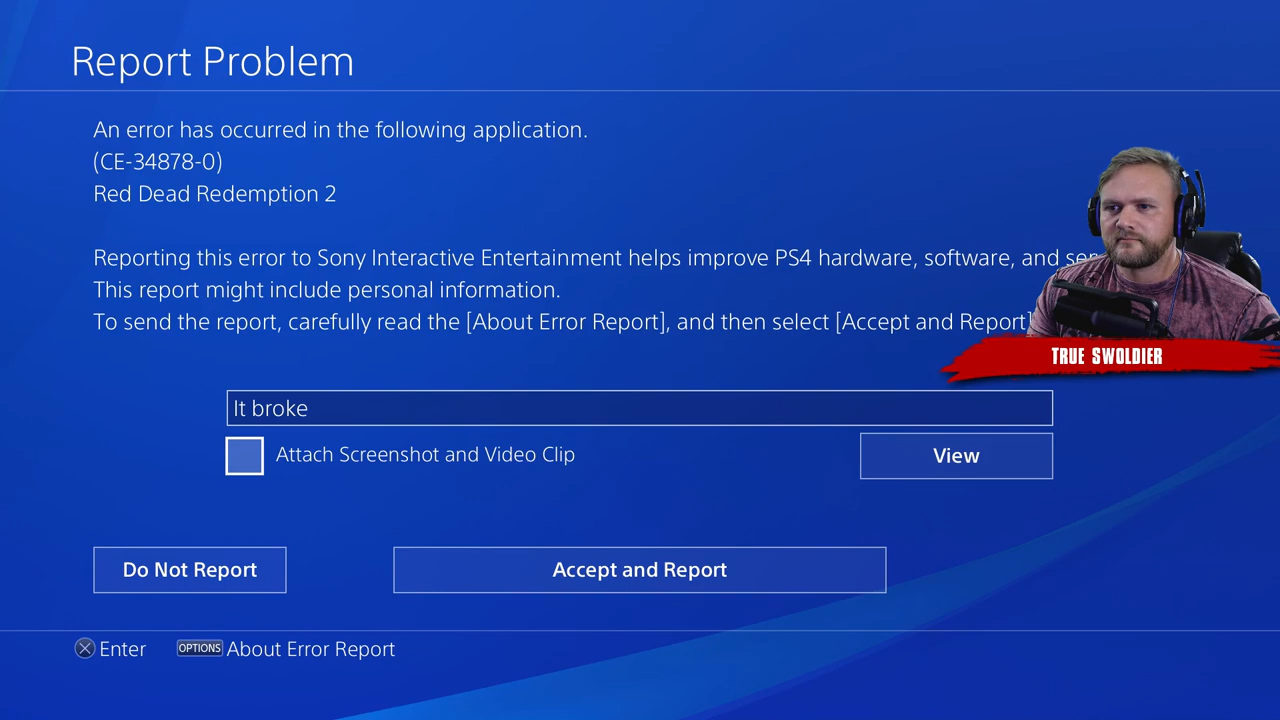 Report Problem
An error has occurred in the following application.
(CE-34878-0)
Red Dead Redemption 2
Reporting this error to Sony Interactive Entertainment helps improve PS4 hardware, software, and
This report might include personal information.
To send the report, carefully read the [About Error Report], and then select [Accept and Report]
TRUE SWOLDIER
It broke
Attach Screenshot and Video Clip
View
Do Not Report
Accept and Report
Enter
OPTIONS About Error Report